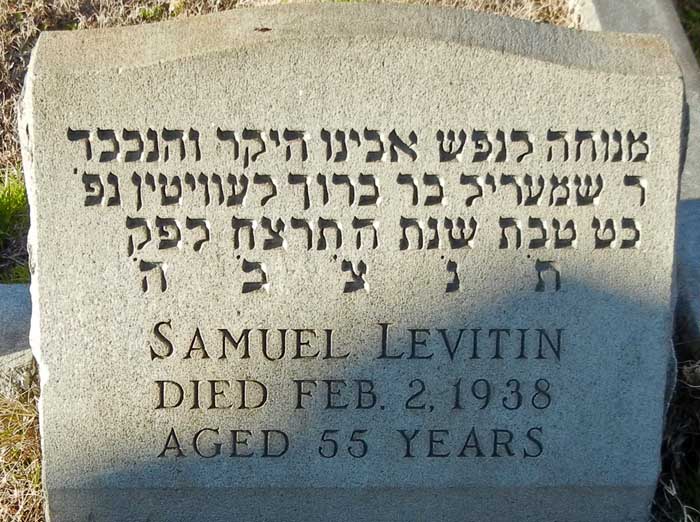 מנוחה לנפש אבינו היקר והנכבד
ר שמעריל בר ברוך לעוויטין נפ׳
כט טבת שנת התרצח לפק
ת׳ נ׳ צ׳ ב׳ ה׳
SAMUEL LEVITIN
DIED FEB. 2, 1938
AGED 55 YEARS